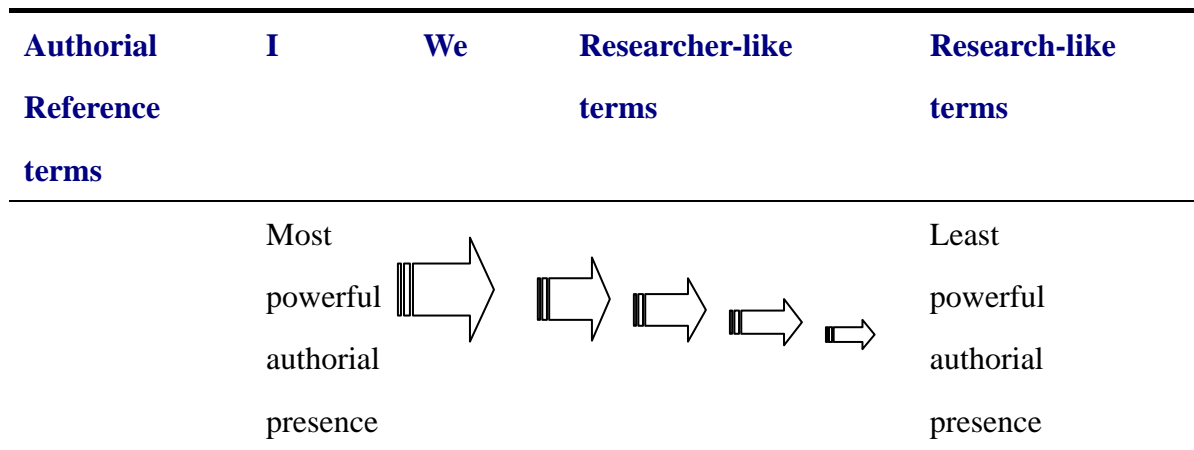 Authorial I We Researcher-like Research-like
Reference terms terms
terms
Most Least
powerful powerful
authorial authorial
presence presence